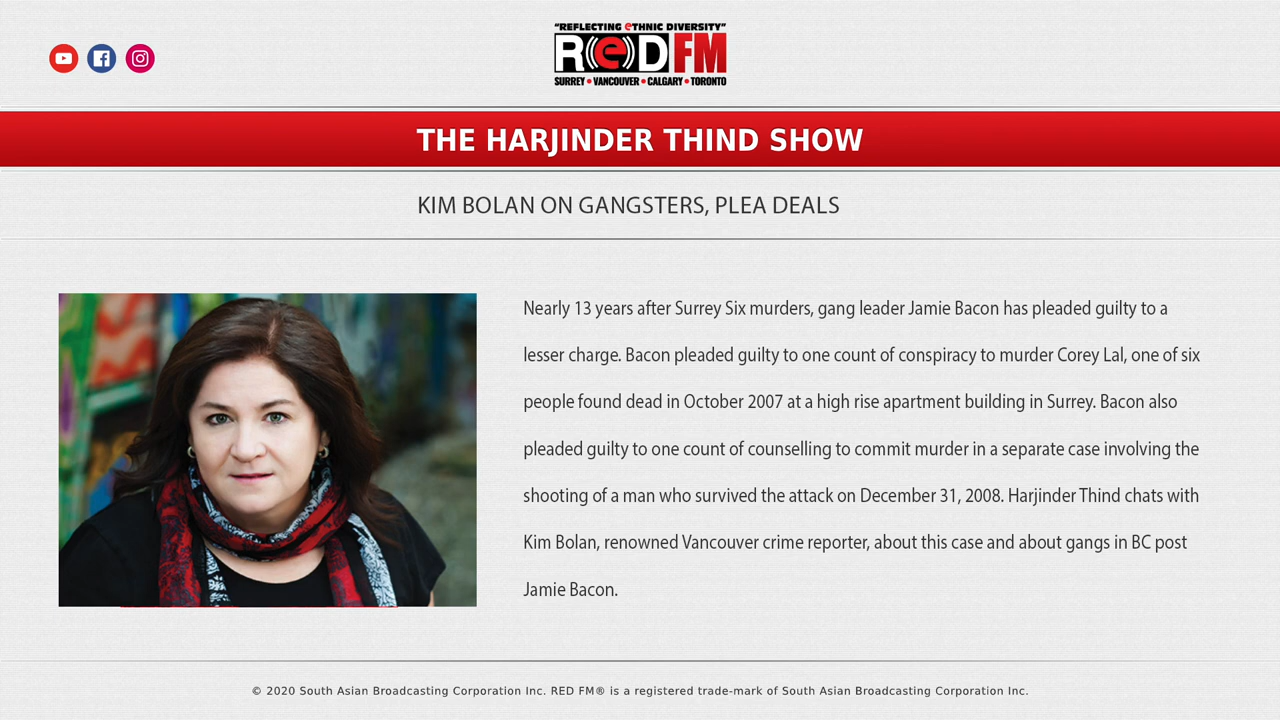 "REFLECTING eTHNIC DIVERSITY"
ReD FM
SURREY • VANCOUVER • CALGARY • TORONTO
THE HARJINDER THIND SHOW
KIM BOLAN ON GANGSTERS, PLEA DEALS
Nearly 13 years after Surrey Six murders, gang leader Jamie Bacon has pleaded guilty to a
lesser charge. Bacon pleaded guilty to one count of conspiracy to murder Corey Lal, one of six
people found dead in October 2007 at a high rise apartment building in Surrey. Bacon also
pleaded guilty to one count of counselling to commit murder in a separate case involving the
shooting of a man who survived the attack on December 31, 2008. Harjinder Thind chats with
Kim Bolan, renowned Vancouver crime reporter, about this case and about gangs in BC post
Jamie Bacon.
© 2020 South Asian Broadcasting Corporation Inc. RED FM® is a registered trade-mark of South Asian Broadcasting Corporation Inc.